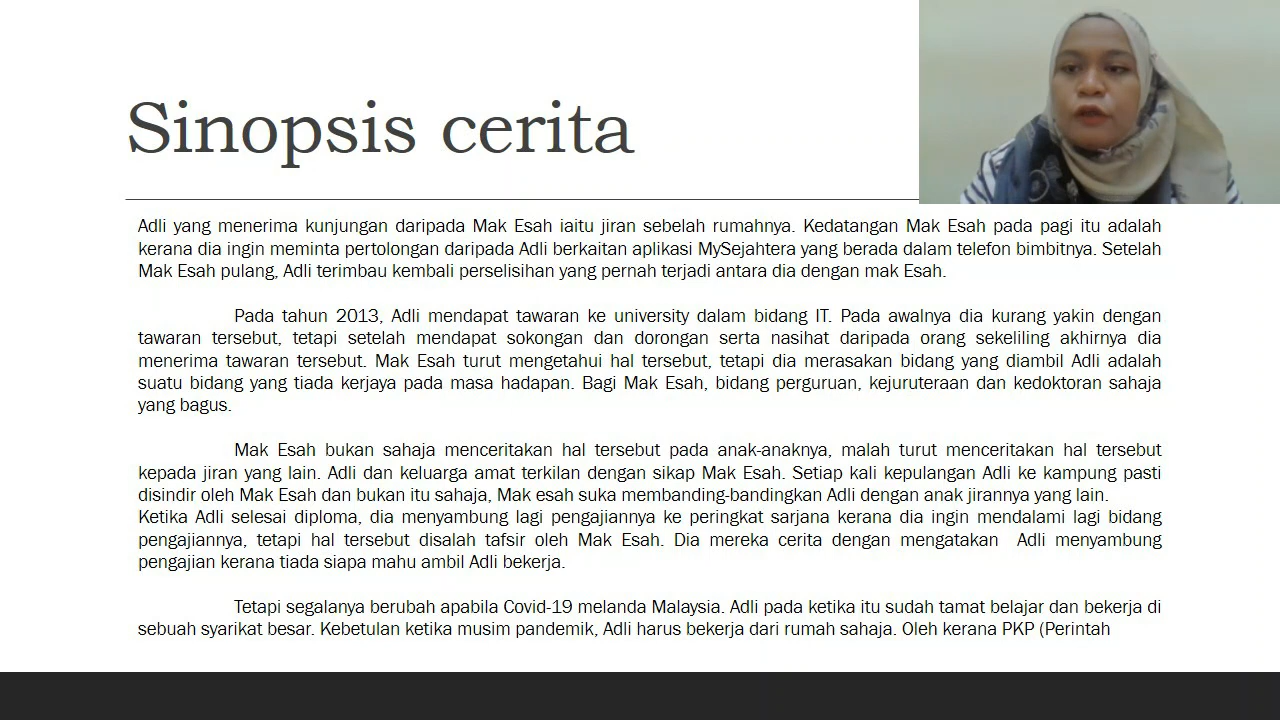 Sinopsis cerita
Adli yang menerima kunjungan daripada Mak Esah iaitu jiran sebelah rumahnya. Kedatangan Mak Esah pada pagi itu adalah
kerana dia ingin meminta pertolongan daripada Adli berkaitan aplikasi MySejahtera yang berada dalam telefon bimbitnya. Setelah
Mak Esah pulang, Adli terimbau kembali perselisihan yang pernah terjadi antara dia dengan mak Esah.
Pada tahun 2013, Adli mendapat tawaran ke university dalam bidang IT. Pada awalnya dia kurang yakin dengan
tawaran tersebut, tetapi setelah mendapat sokongan dan dorongan serta nasihat daripada orang sekeliling akhirnya dia
menerima tawaran tersebut. Mak Esah turut mengetahui hal tersebut, tetapi dia merasakan bidang yang diambil Adli adalah
suatu bidang yang tiada kerjaya pada masa hadapan. Bagi Mak Esah, bidang perguruan, kejuruteraan dan kedoktoran sahaja
yang bagus.
Mak Esah bukan sahaja menceritakan hal tersebut pada anak-anaknya, malah turut menceritakan hal tersebut
kepada jiran yang lain. Adli dan keluarga amat terkilan dengan sikap Mak Esah. Setiap kali kepulangan Adli ke kampung pasti
disindir oleh Mak Esah dan bukan itu sahaja, Mak esah suka membanding-bandingkan Adli dengan anak jirannya yang lain.
Ketika Adli selesai diploma, dia menyambung lagi pengajiannya ke peringkat sarjana kerana dia ingin mendalami lagi bidang
pengajiannya, tetapi hal tersebut disalah tafsir oleh Mak Esah. Dia mereka cerita dengan mengatakan Adli menyambung
pengajian kerana tiada siapa mahu ambil Adli bekerja.
Tetapi segalanya berubah apabila Covid-19 melanda Malaysia. Adli pada ketika itu sudah tamat belajar dan bekerja di
sebuah syarikat besar. Kebetulan ketika musim pandemik, Adli harus bekerja dari rumah sahaja. Oleh kerana PKP (Perintah